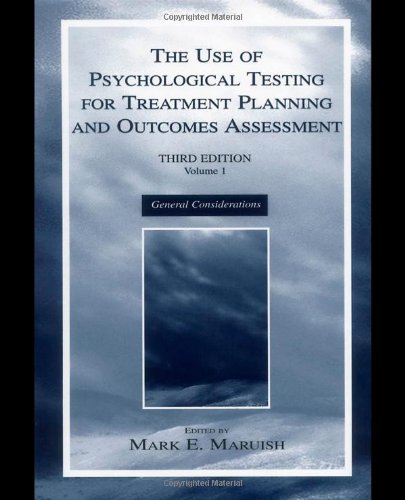 Copyrighted Material
THE USE OF
PSYCHOLOGICAL TESTING
FOR TREATMENT PLANNING
AND OUTCOMES ASSESSMENT
THIRD EDITION
Volume 1
General Considerations
EDITED BY
MARK E. MARUISH
Copyrighted Material